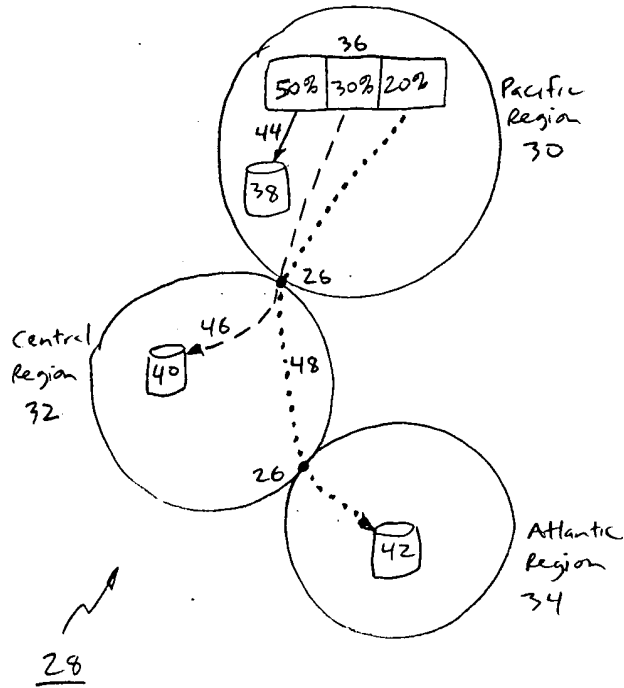 36
50% 30% 20%
Pacific
Region
30
44
38
26
46
Central
Region
32
40
48
26
42
Atlantic
Region
34
28